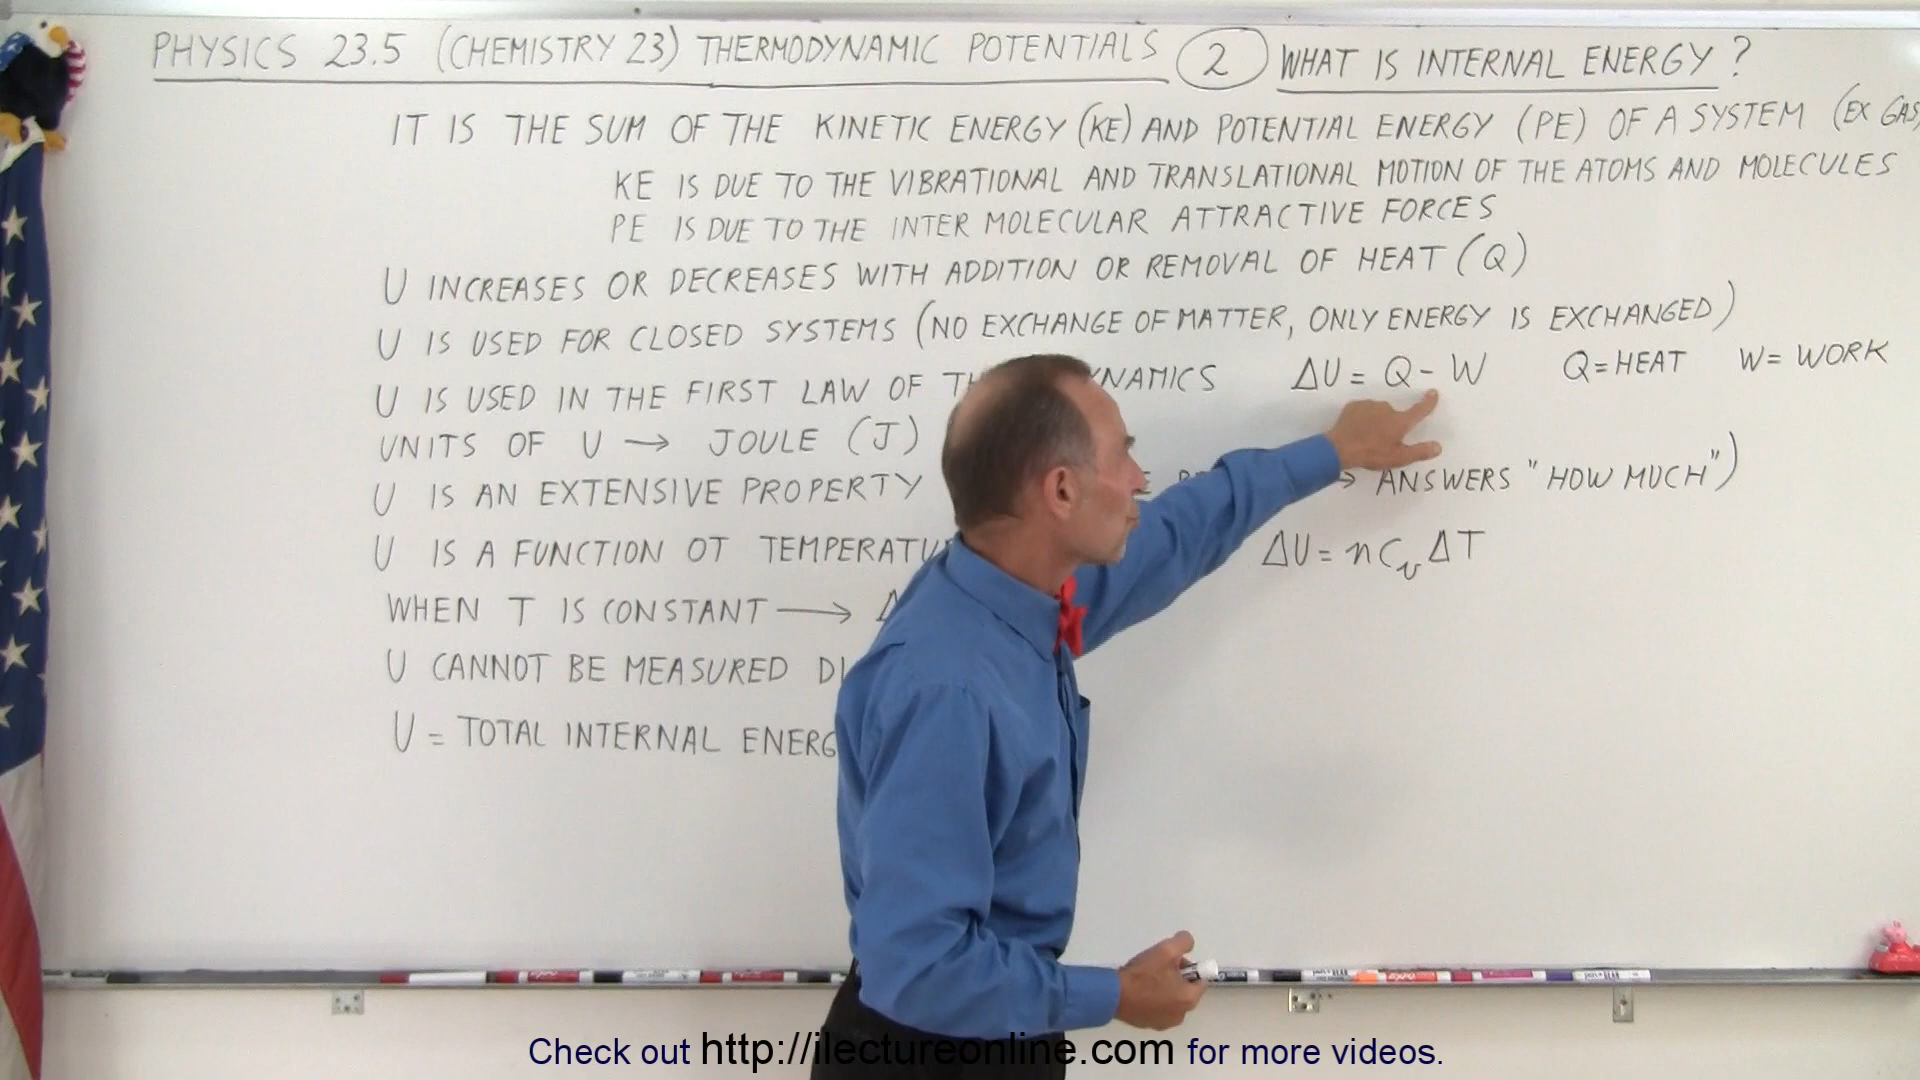 PHYSICS 23.5 (CHEMISTRY 23) THERMODYNAMIC POTENTIALS 2 WHAT IS INTERNAL ENERGY?
IT IS THE SUM OF THE KINETIC ENERGY (KE) AND POTENTIAL ENERGY (PE) OF A SYSTEM (EX GAS)
KE IS DUE TO THE VIBRATIONAL AND TRANSLATIONAL MOTION OF THE ATOMS AND MOLECULES
PE IS DUE TO THE INTER MOLECULAR ATTRACTIVE FORCES
U INCREASES OR DECREASES WITH ADDITION OR REMOVAL OF HEAT (Q)
U IS USED FOR CLOSED SYSTEMS (NO EXCHANGE OF MATTER, ONLY ENERGY IS EXCHANGED)
U IS USED IN THE FIRST LAW OF ΔU = Q - W Q=HEAT W= WORK
UNITS OF U → JOULE (J)
U IS AN EXTENSIVE PROPERTY → ANSWERS "HOW MUCH")
U IS A FUNCTION OT ΔU = nCvΔT
WHEN T IS CONSTANT →
U CANNOT BE MEASURED
U = TOTAL INTERNAL
Check out http://ilectureonline.com for more videos.